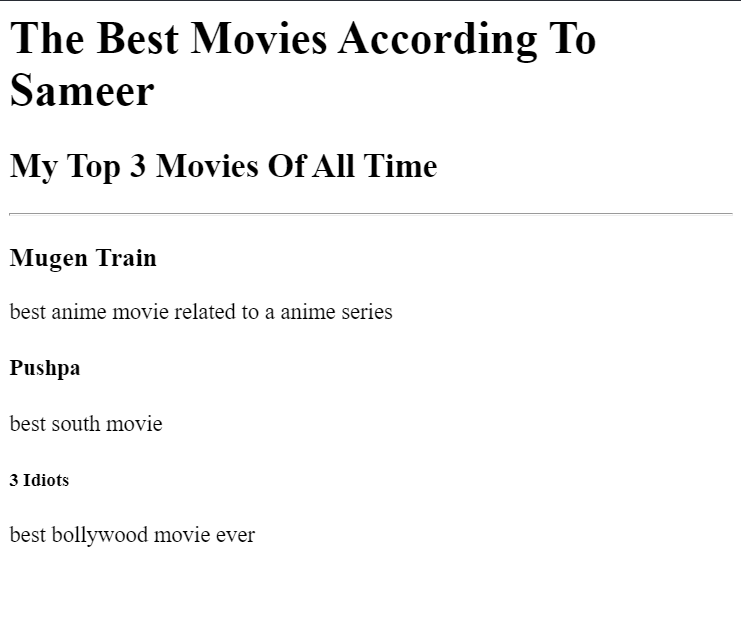 The Best Movies According To
Sameer
My Top 3 Movies Of All Time
Mugen Train
best anime movie related to a anime series
Pushpa
best south movie
3 Idiots
best bollywood movie ever